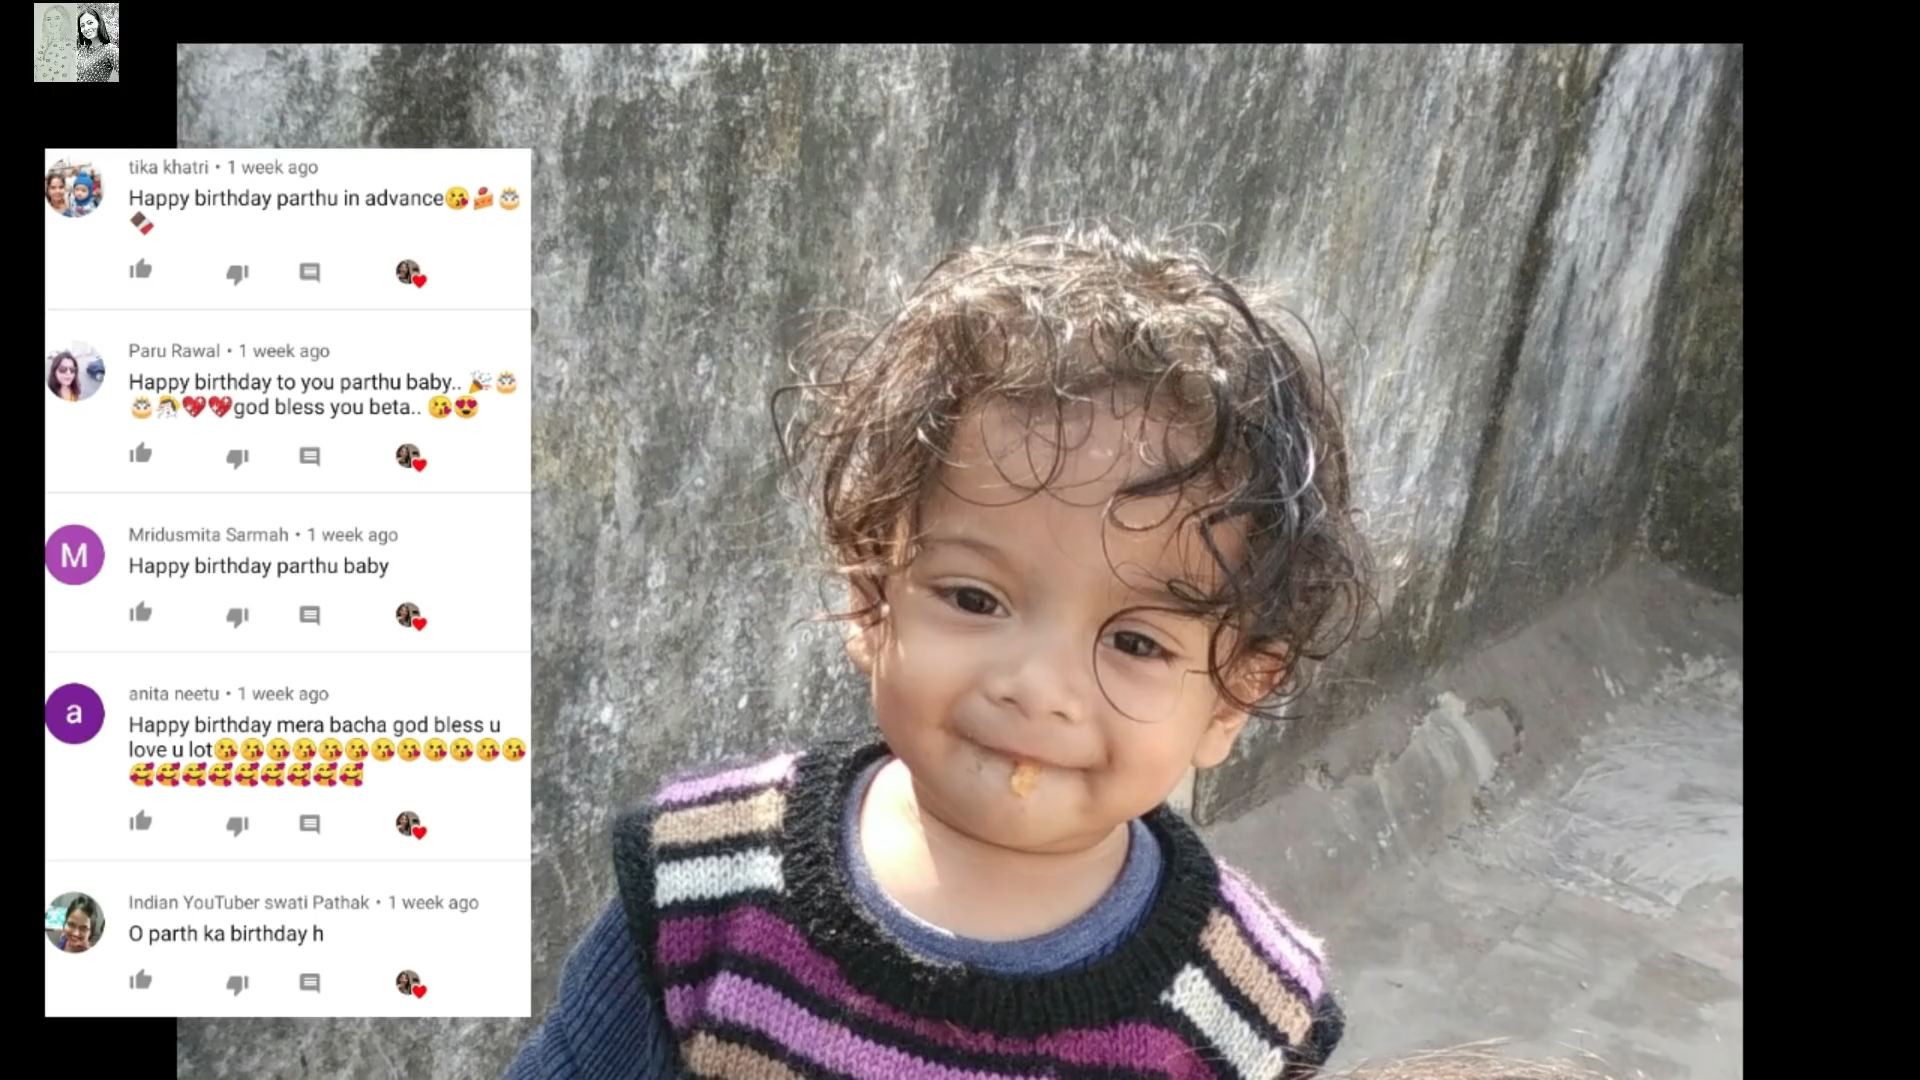 tika khatri • 1 week ago
Happy birthday parthu in advance😘🍰🎂
🍫
Paru Rawal • 1 week ago
Happy birthday to you parthu baby.. 🎉🎂
🎂🎅💖💖god bless you beta.. 😘😍
M
Mridusmita Sarmah • 1 week ago
Happy birthday parthu baby
a
anita neetu • 1 week ago
Happy birthday mera bacha god bless u
love u lot😘😘😘😘😘😘😘😘😘😘😘😘
🥰🥰🥰🥰🥰🥰🥰🥰🥰
Indian YouTuber swati Pathak • 1 week ago
O parth ka birthday h